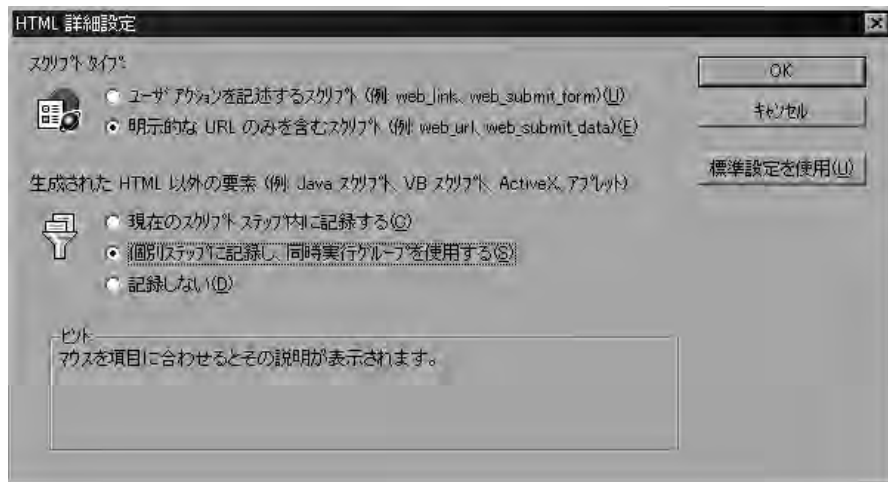 HTML 詳細設定
スクリプト タイプ
ユーザ アクションを記述するスクリプト (例: web_link、web_submit_form)(U)
明示的な URL のみを含むスクリプト (例: web_url、web_submit_data)(E)
生成された HTML 以外の要素 (例: Java スクリプト、VB スクリプト、ActiveX、アプレット)
現在のスクリプト ステップ内に記録する(C)
個別ステップに記録し、同時実行グループを使用する(S)
記録しない(D)
ヒント
マウスを項目に合わせるとその説明が表示されます。
OK
キャンセル
標準設定を使用(U)